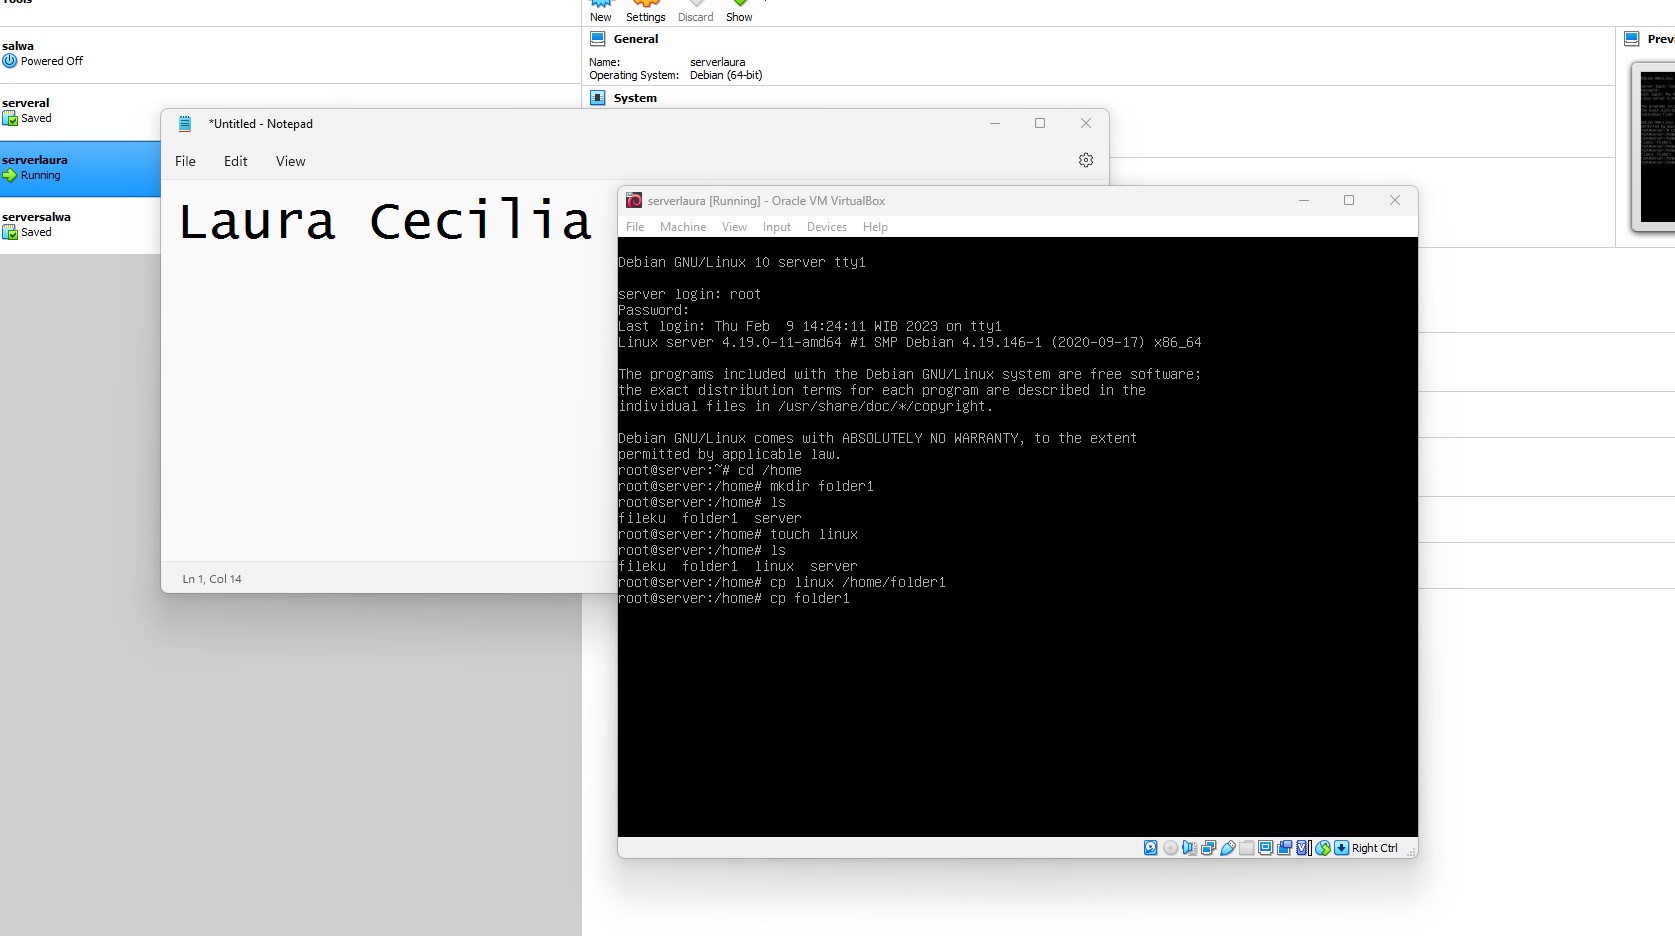 New Settings Discard Show
salwa
Powered Off
serveral
Saved
serverlaura
Running
serversalwa
Saved
General
Name: serverlaura
Operating System: Debian (64-bit)
System
*Untitled - Notepad
File Edit View
Laura Cecilia
Ln 1, Col 14
serverlaura [Running] - Oracle VM VirtualBox
File Machine View Input Devices Help
Debian GNU/Linux 10 server tty1
server login: root
Password:
Last login: Thu Feb  9 14:24:11 WIB 2023 on tty1
Linux server 4.19.0-11-amd64 #1 SMP Debian 4.19.146-1 (2020-09-17) x86_64
The programs included with the Debian GNU/Linux system are free software;
the exact distribution terms for each program are described in the
individual files in /usr/share/doc/*/copyright.
Debian GNU/Linux comes with ABSOLUTELY NO WARRANTY, to the extent
permitted by applicable law.
root@server:~# cd /home
root@server:/home# mkdir folder1
root@server:/home# ls
fileku  folder1  server
root@server:/home# touch linux
root@server:/home# ls
fileku  folder1  linux  server
root@server:/home# cp linux /home/folder1
root@server:/home# cp folder1
Right Ctrl